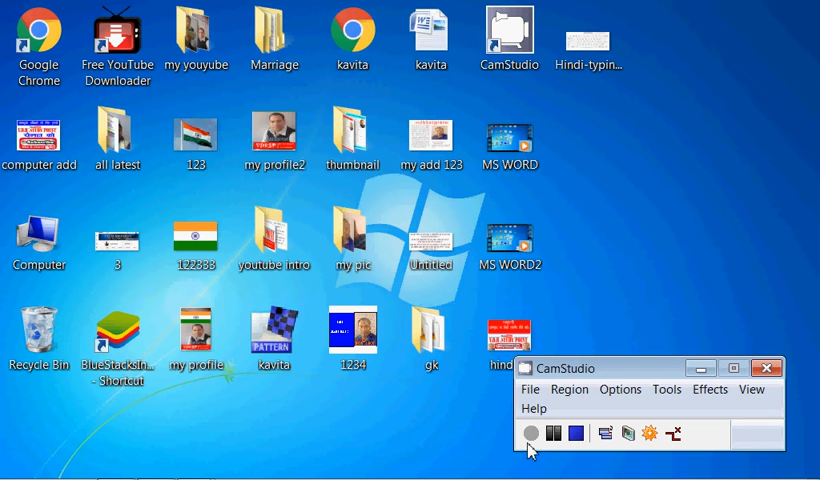 Google
Chrome
Free YouTube
Downloader
my youyube
Marriage
kavita
kavita
CamStudio
Hindi-typin...
computer add
all latest
123
my profile2
thumbnail
my add 123
MS WORD
Computer
3
122333
youtube intro
my pic
Untitled
MS WORD2
Recycle Bin
BlueStacksIn...
- Shortcut
my profile
PATTERN
kavita
1234
gk
hind
CamStudio
File Region Options Tools Effects View
Help